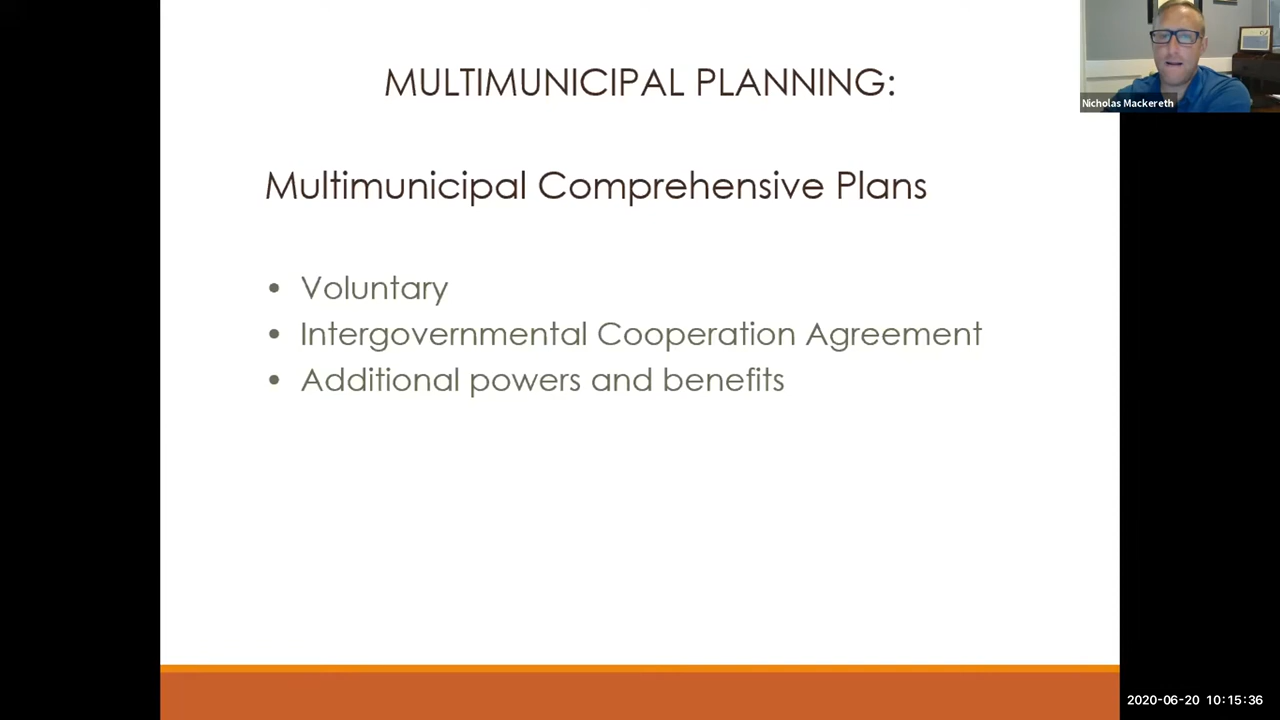 MULTIMUNICIPAL PLANNING:
Nicholas Mackereth
Multimunicipal Comprehensive Plans
• Voluntary
• Intergovernmental Cooperation Agreement
• Additional powers and benefits
2020-06-20 10:15:36